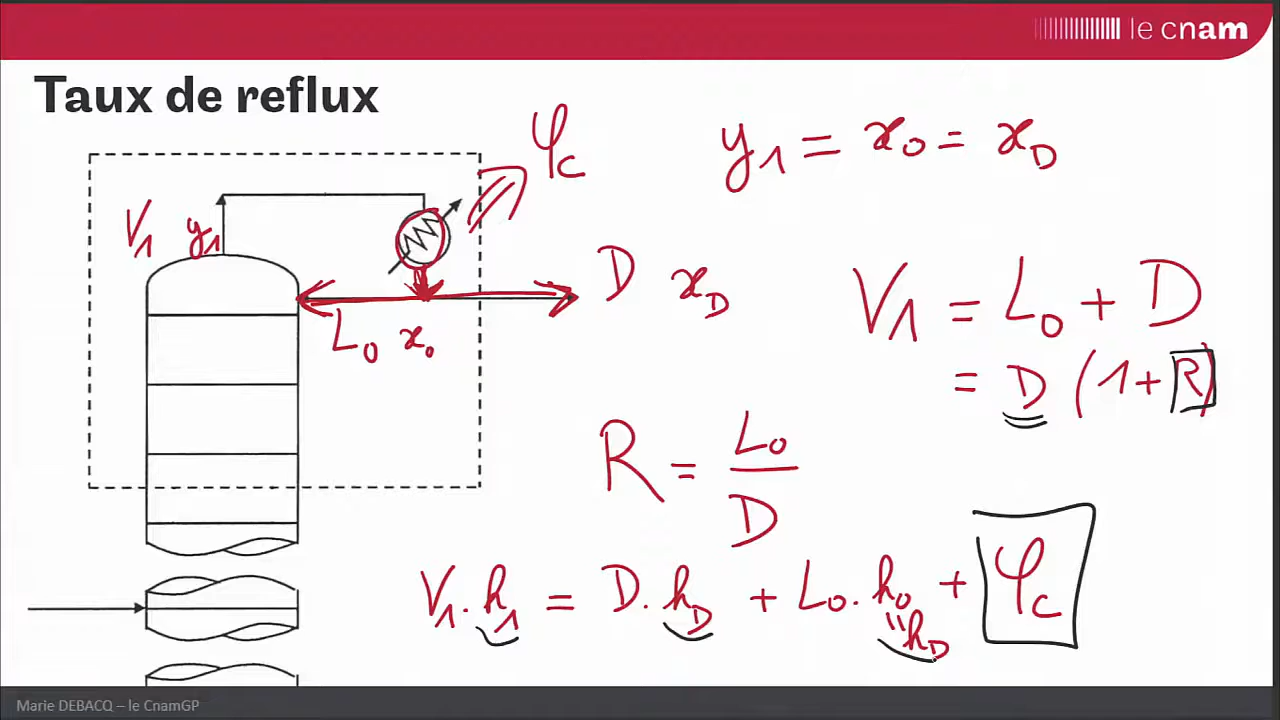 le cnam
Taux de reflux
φc
y1 = x0 = xD
V1 y1
D xD
V1 = L0 + D
L0 x0
= D (1+R)
R = L0/D
V1.h1 = D.hD + L0.h0 + φc
"hD
Marie DEBACQ – le CnamGP